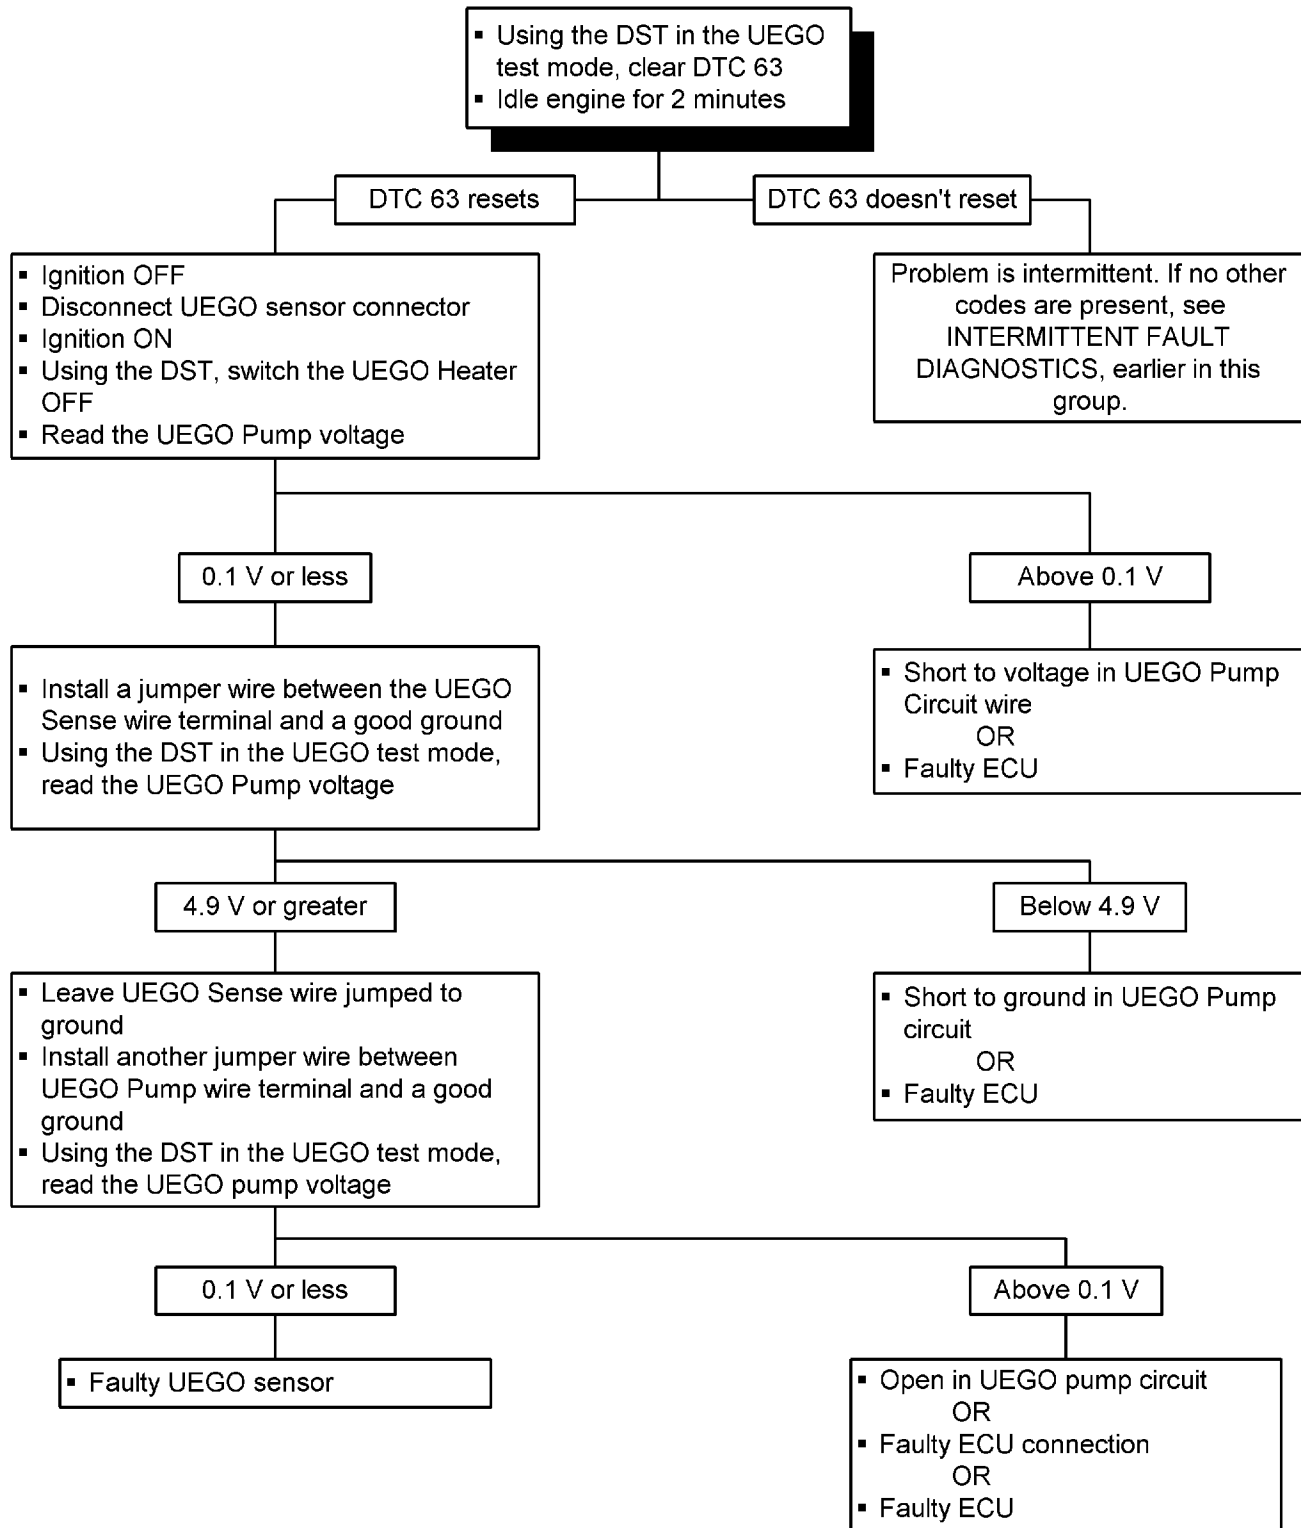 ▪ Using the DST in the UEGO
test mode, clear DTC 63
▪ Idle engine for 2 minutes
DTC 63 resets
DTC 63 doesn't reset
▪ Ignition OFF
▪ Disconnect UEGO sensor connector
▪ Ignition ON
▪ Using the DST, switch the UEGO Heater
OFF
▪ Read the UEGO Pump voltage
Problem is intermittent. If no other
codes are present, see
INTERMITTENT FAULT
DIAGNOSTICS, earlier in this
group.
0.1 V or less
Above 0.1 V
▪ Install a jumper wire between the UEGO
Sense wire terminal and a good ground
▪ Using the DST in the UEGO test mode,
read the UEGO Pump voltage
▪ Short to voltage in UEGO Pump
Circuit wire
OR
▪ Faulty ECU
4.9 V or greater
Below 4.9 V
▪ Leave UEGO Sense wire jumped to
ground
▪ Install another jumper wire between
UEGO Pump wire terminal and a good
ground
▪ Using the DST in the UEGO test mode,
read the UEGO pump voltage
▪ Short to ground in UEGO Pump
circuit
OR
▪ Faulty ECU
0.1 V or less
Above 0.1 V
▪ Faulty UEGO sensor
▪ Open in UEGO pump circuit
OR
▪ Faulty ECU connection
OR
▪ Faulty ECU